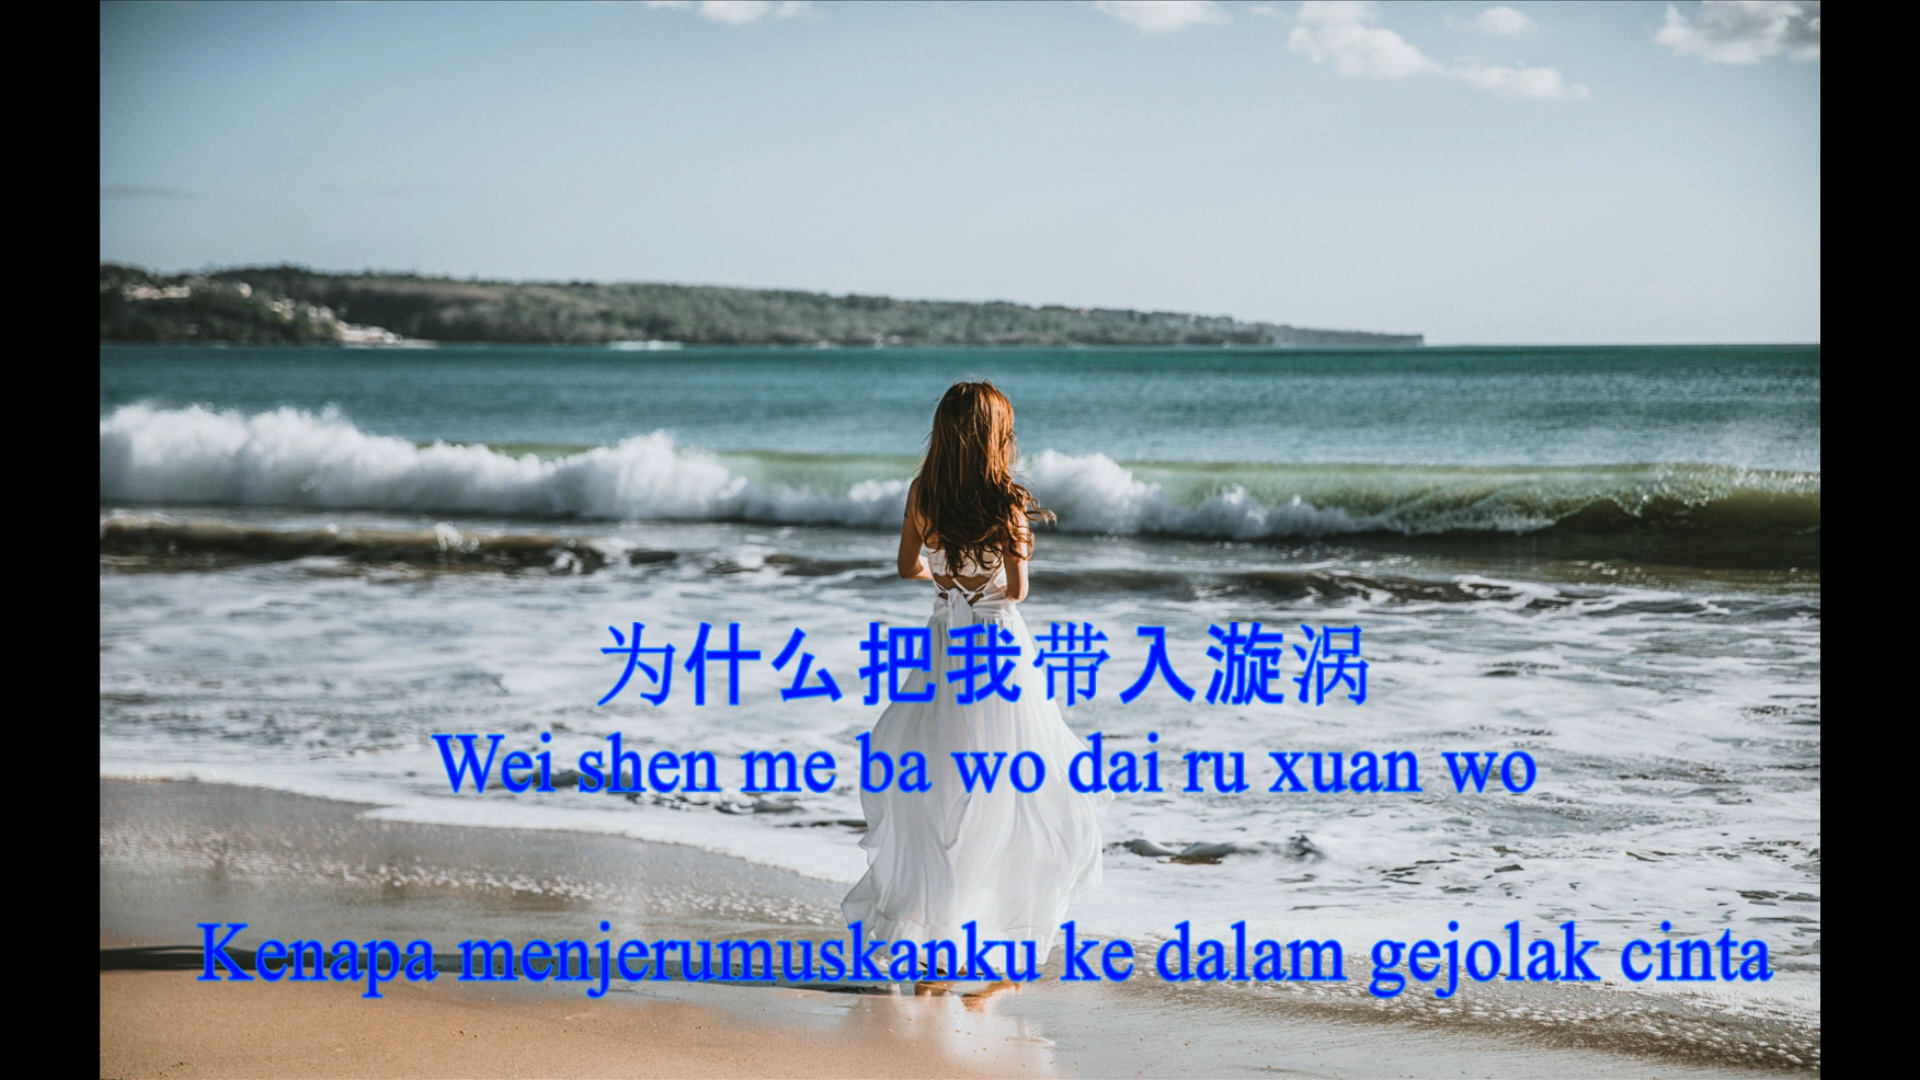 为什么把我带入漩涡
Wei shen me ba wo dai ru xuan wo
Kenapa menjerumuskanku ke dalam gejolak cinta